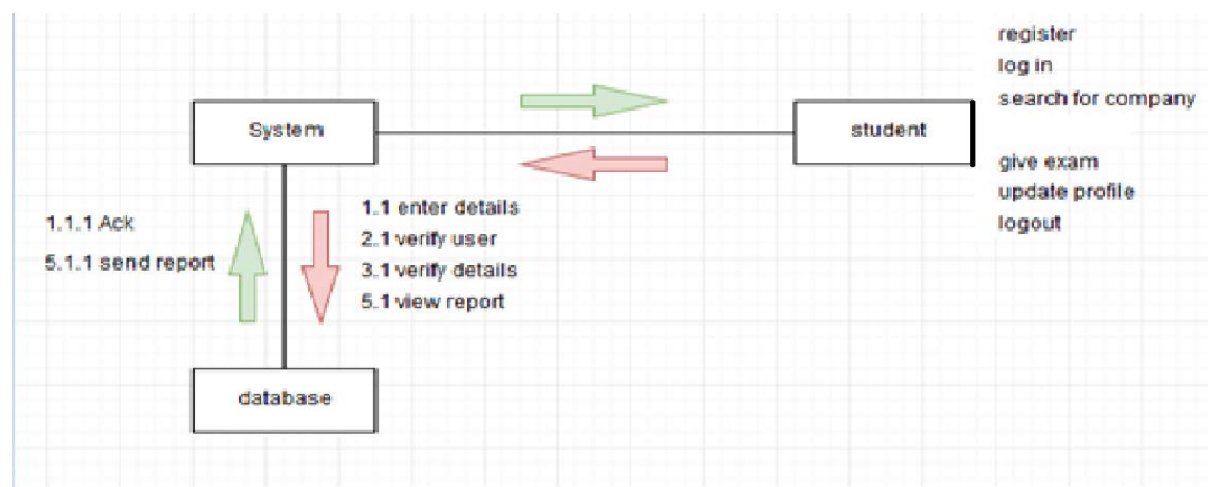 register
log in
search for company
System
student
give exam
update profile
logout
1.1.1 Ack
5.1.1 send report
1.1 enter details
2.1 verify user
3.1 verify details
5.1 view report
database